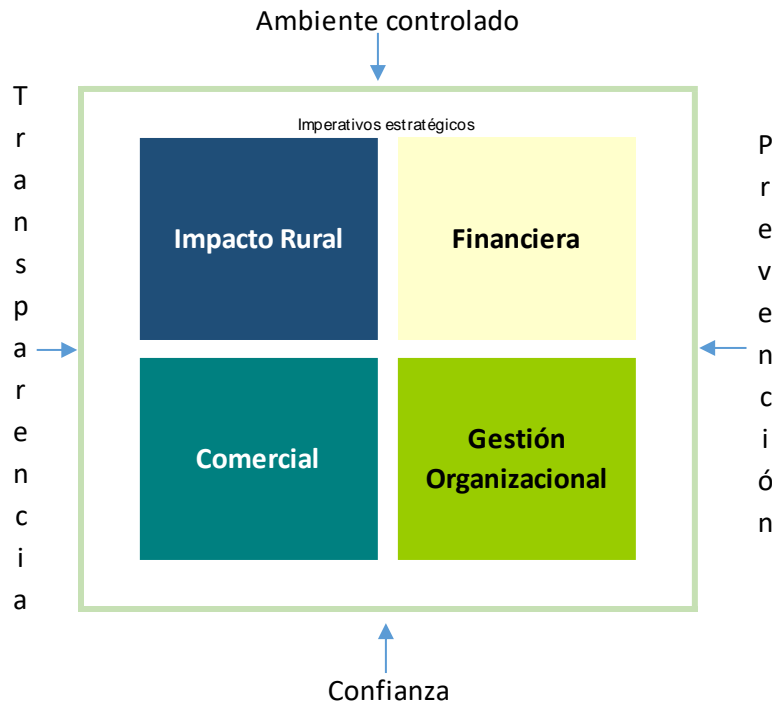 Ambiente controlado
Transparencia
Imperativos estratégicos
Impacto Rural
Financiera
Comercial
Gestión
Organizacional
Prevención
Confianza